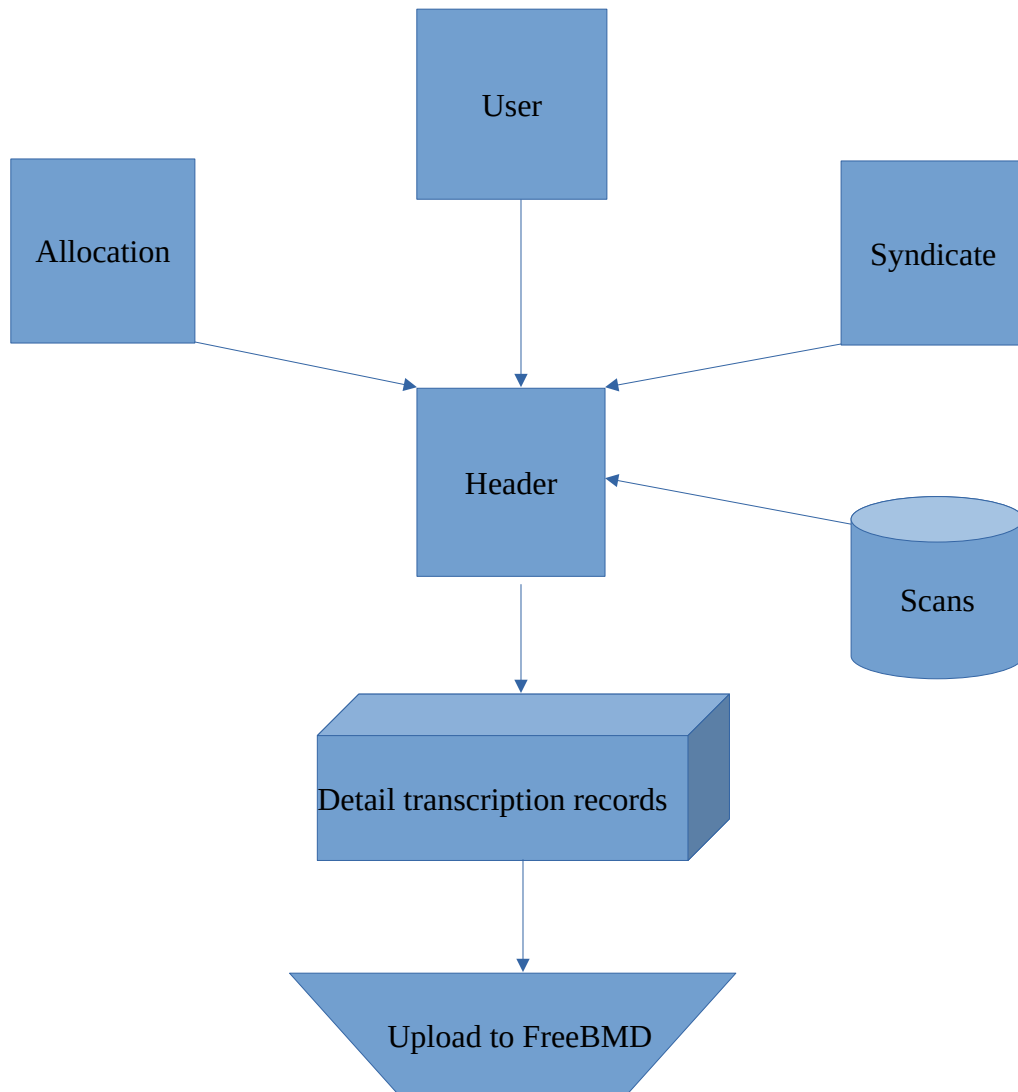 User
Allocation
Syndicate
Header
Scans
Detail transcription records
Upload to FreeBMD